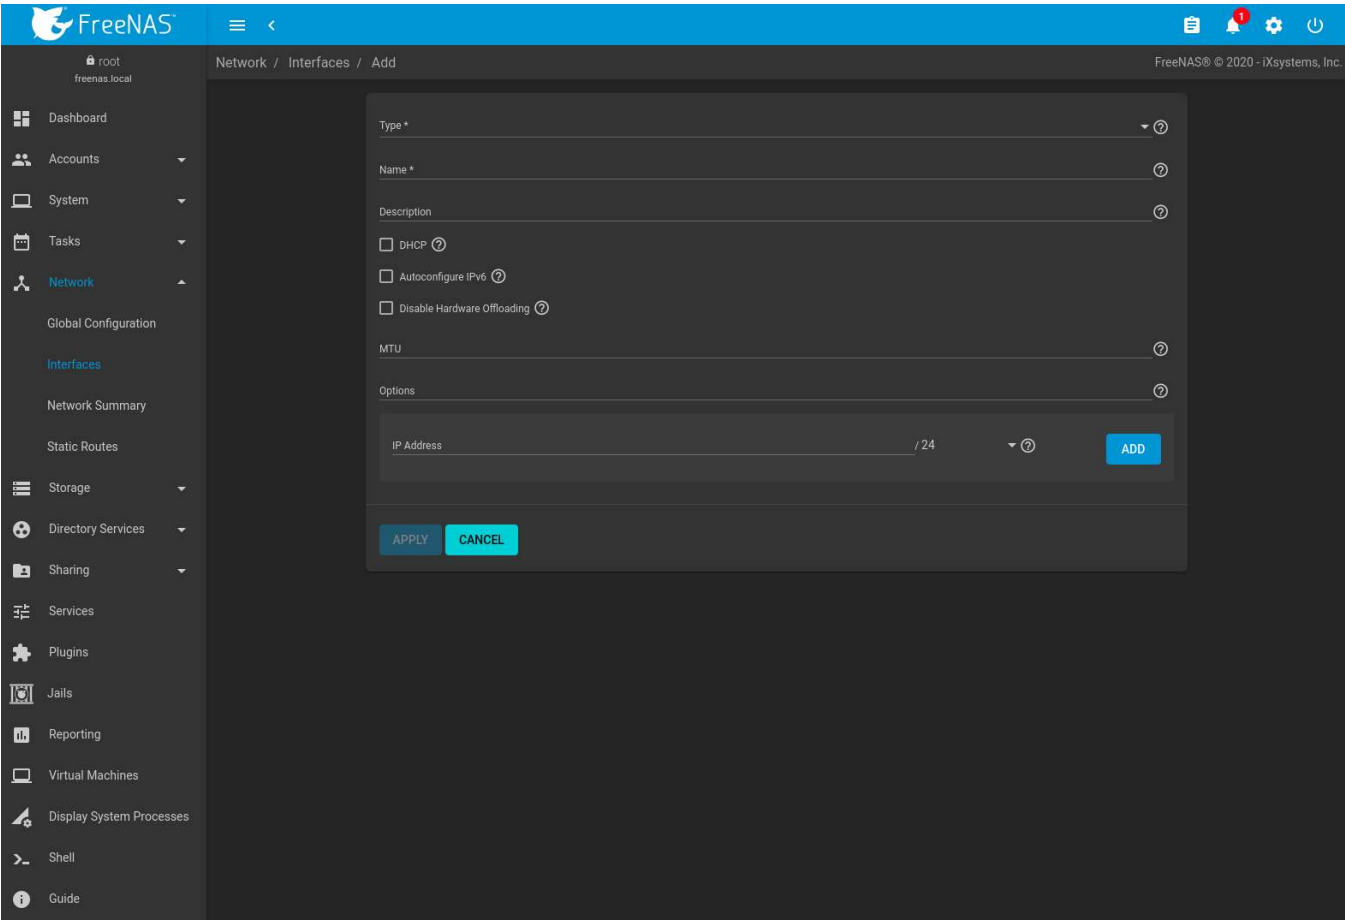 FreeNAS
1
root
freenas.local
Network / Interfaces / Add
FreeNAS® © 2020 - iXsystems, Inc.
Dashboard
Accounts
System
Tasks
Network
Global Configuration
Interfaces
Network Summary
Static Routes
Storage
Directory Services
Sharing
Services
Plugins
Jails
Reporting
Virtual Machines
Display System Processes
Shell
Guide
Type *
Name *
Description
DHCP
Autoconfigure IPv6
Disable Hardware Offloading
MTU
Options
IP Address / 24 ADD
APPLY CANCEL